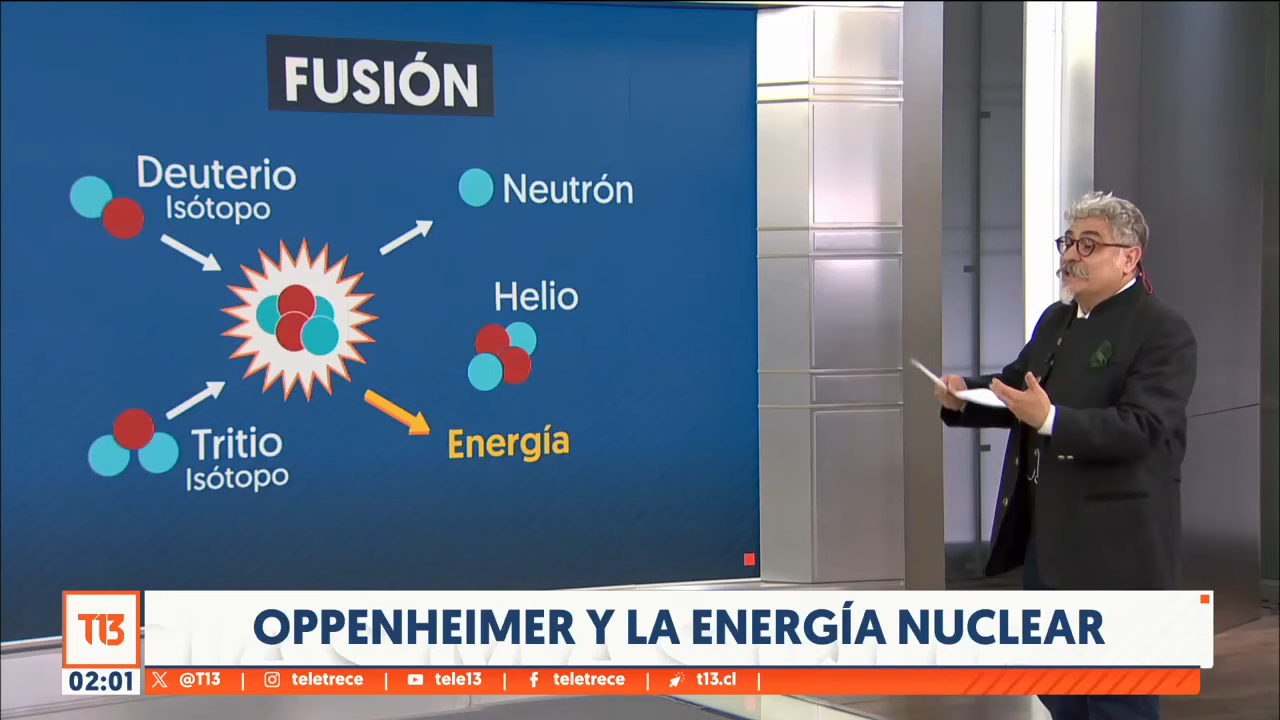 FUSIÓN
Deuterio
Isótopo
Neutrón
Helio
Tritio
Isótopo
Energía
T13
OPPENHEIMER Y LA ENERGÍA NUCLEAR
02:01
@T13 | teletrece | tele13 | teletrece | t13.cl |